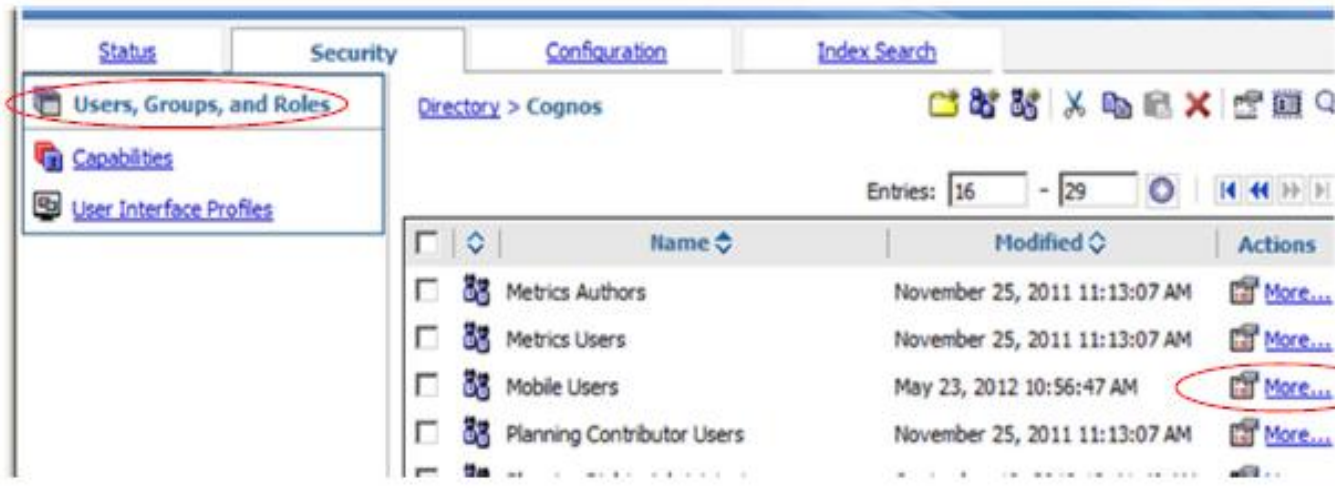 Status Security Configuration Index Search
Users, Groups, and Roles
Capabilities
User Interface Profiles
Directory > Cognos
Entries: 16 - 29
Name Modified Actions
Metrics Authors November 25, 2011 11:13:07 AM More...
Metrics Users November 25, 2011 11:13:07 AM More...
Mobile Users May 23, 2012 10:56:47 AM More...
Planning Contributor Users November 25, 2011 11:13:07 AM More...